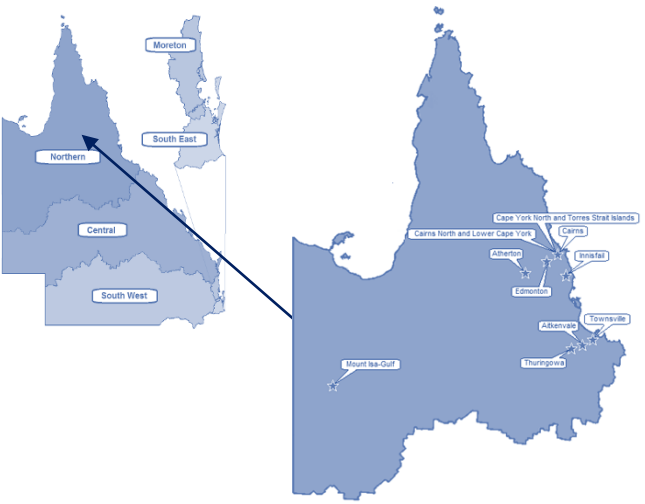 Moreton
South East
Northern
Central
South West
Cape York North and Torres Strait Islands
Cairns
Cairns North and Lower Cape York
Atherton
Innisfail
Edmonton
Aitkenvale
Townsville
Thuringowa
Mount Isa-Gulf